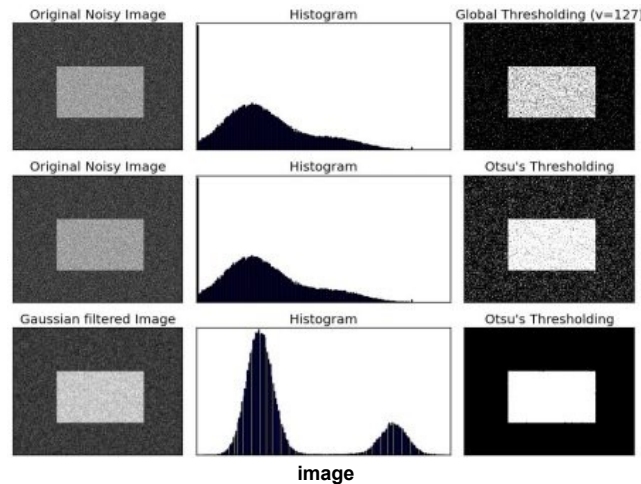 Original Noisy Image Histogram Global Thresholding (v=127)
Original Noisy Image Histogram Otsu's Thresholding
Gaussian filtered Image Histogram Otsu's Thresholding
image